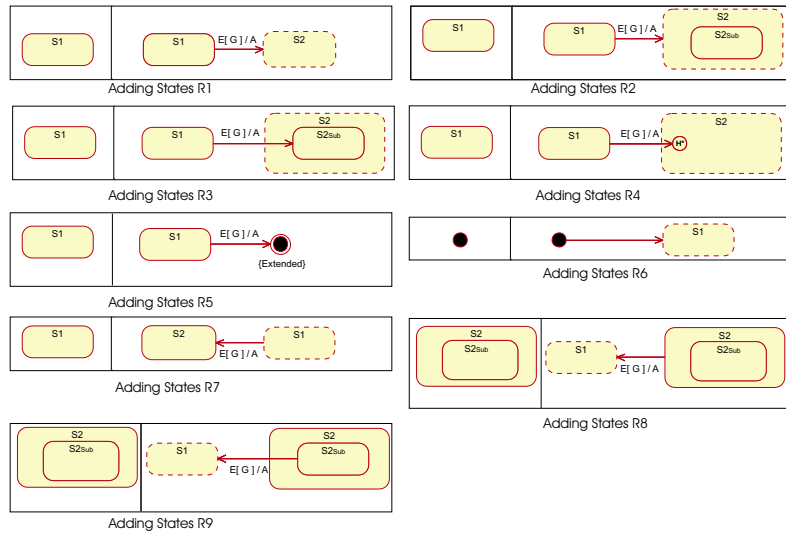 S1
S1
E[ G ] / A
S2
Adding States R1
S1
S1
E[ G ] / A
S2
S2Sub
Adding States R2
S1
S1
E[ G ] / A
S2
S2Sub
Adding States R3
S1
S1
E[ G ] / A
S2
H*
Adding States R4
S1
S1
E[ G ] / A
{Extended}
Adding States R5
S1
Adding States R6
S1
S2
E[ G ] / A
S1
Adding States R7
S2
S2Sub
S1
E[ G ] / A
S2
S2Sub
Adding States R8
S2
S2Sub
S1
E[ G ] / A
S2
S2Sub
Adding States R9